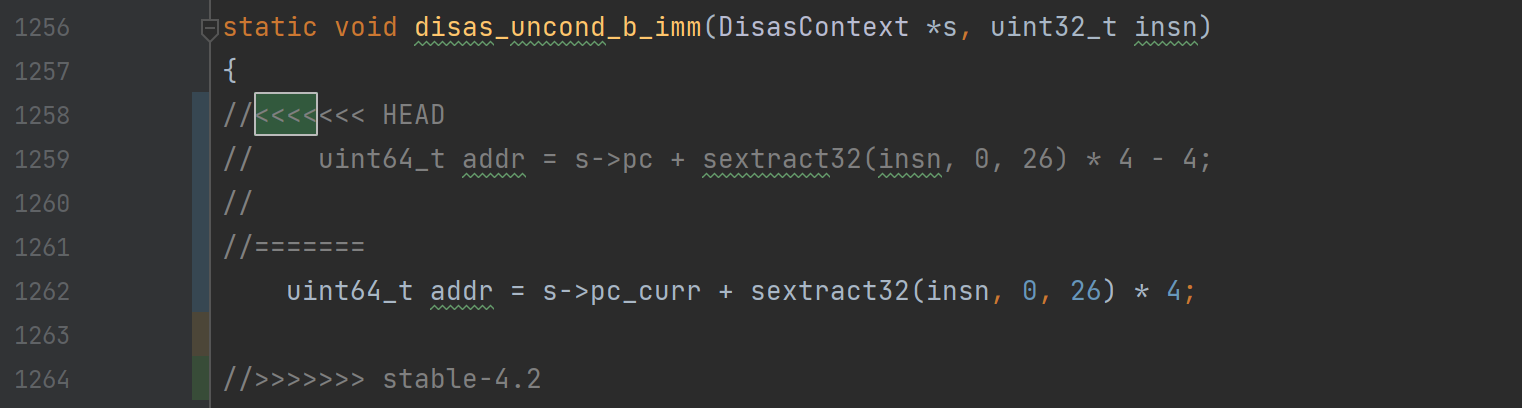 1256 static void disas_uncond_b_imm(DisasContext *s, uint32_t insn)
1257 {
1258 //<<<<<<< HEAD
1259 //    uint64_t addr = s->pc + sextract32(insn, 0, 26) * 4 - 4;
1260 //
1261 //=======
1262     uint64_t addr = s->pc_curr + sextract32(insn, 0, 26) * 4;
1263
1264 //>>>>>>> stable-4.2